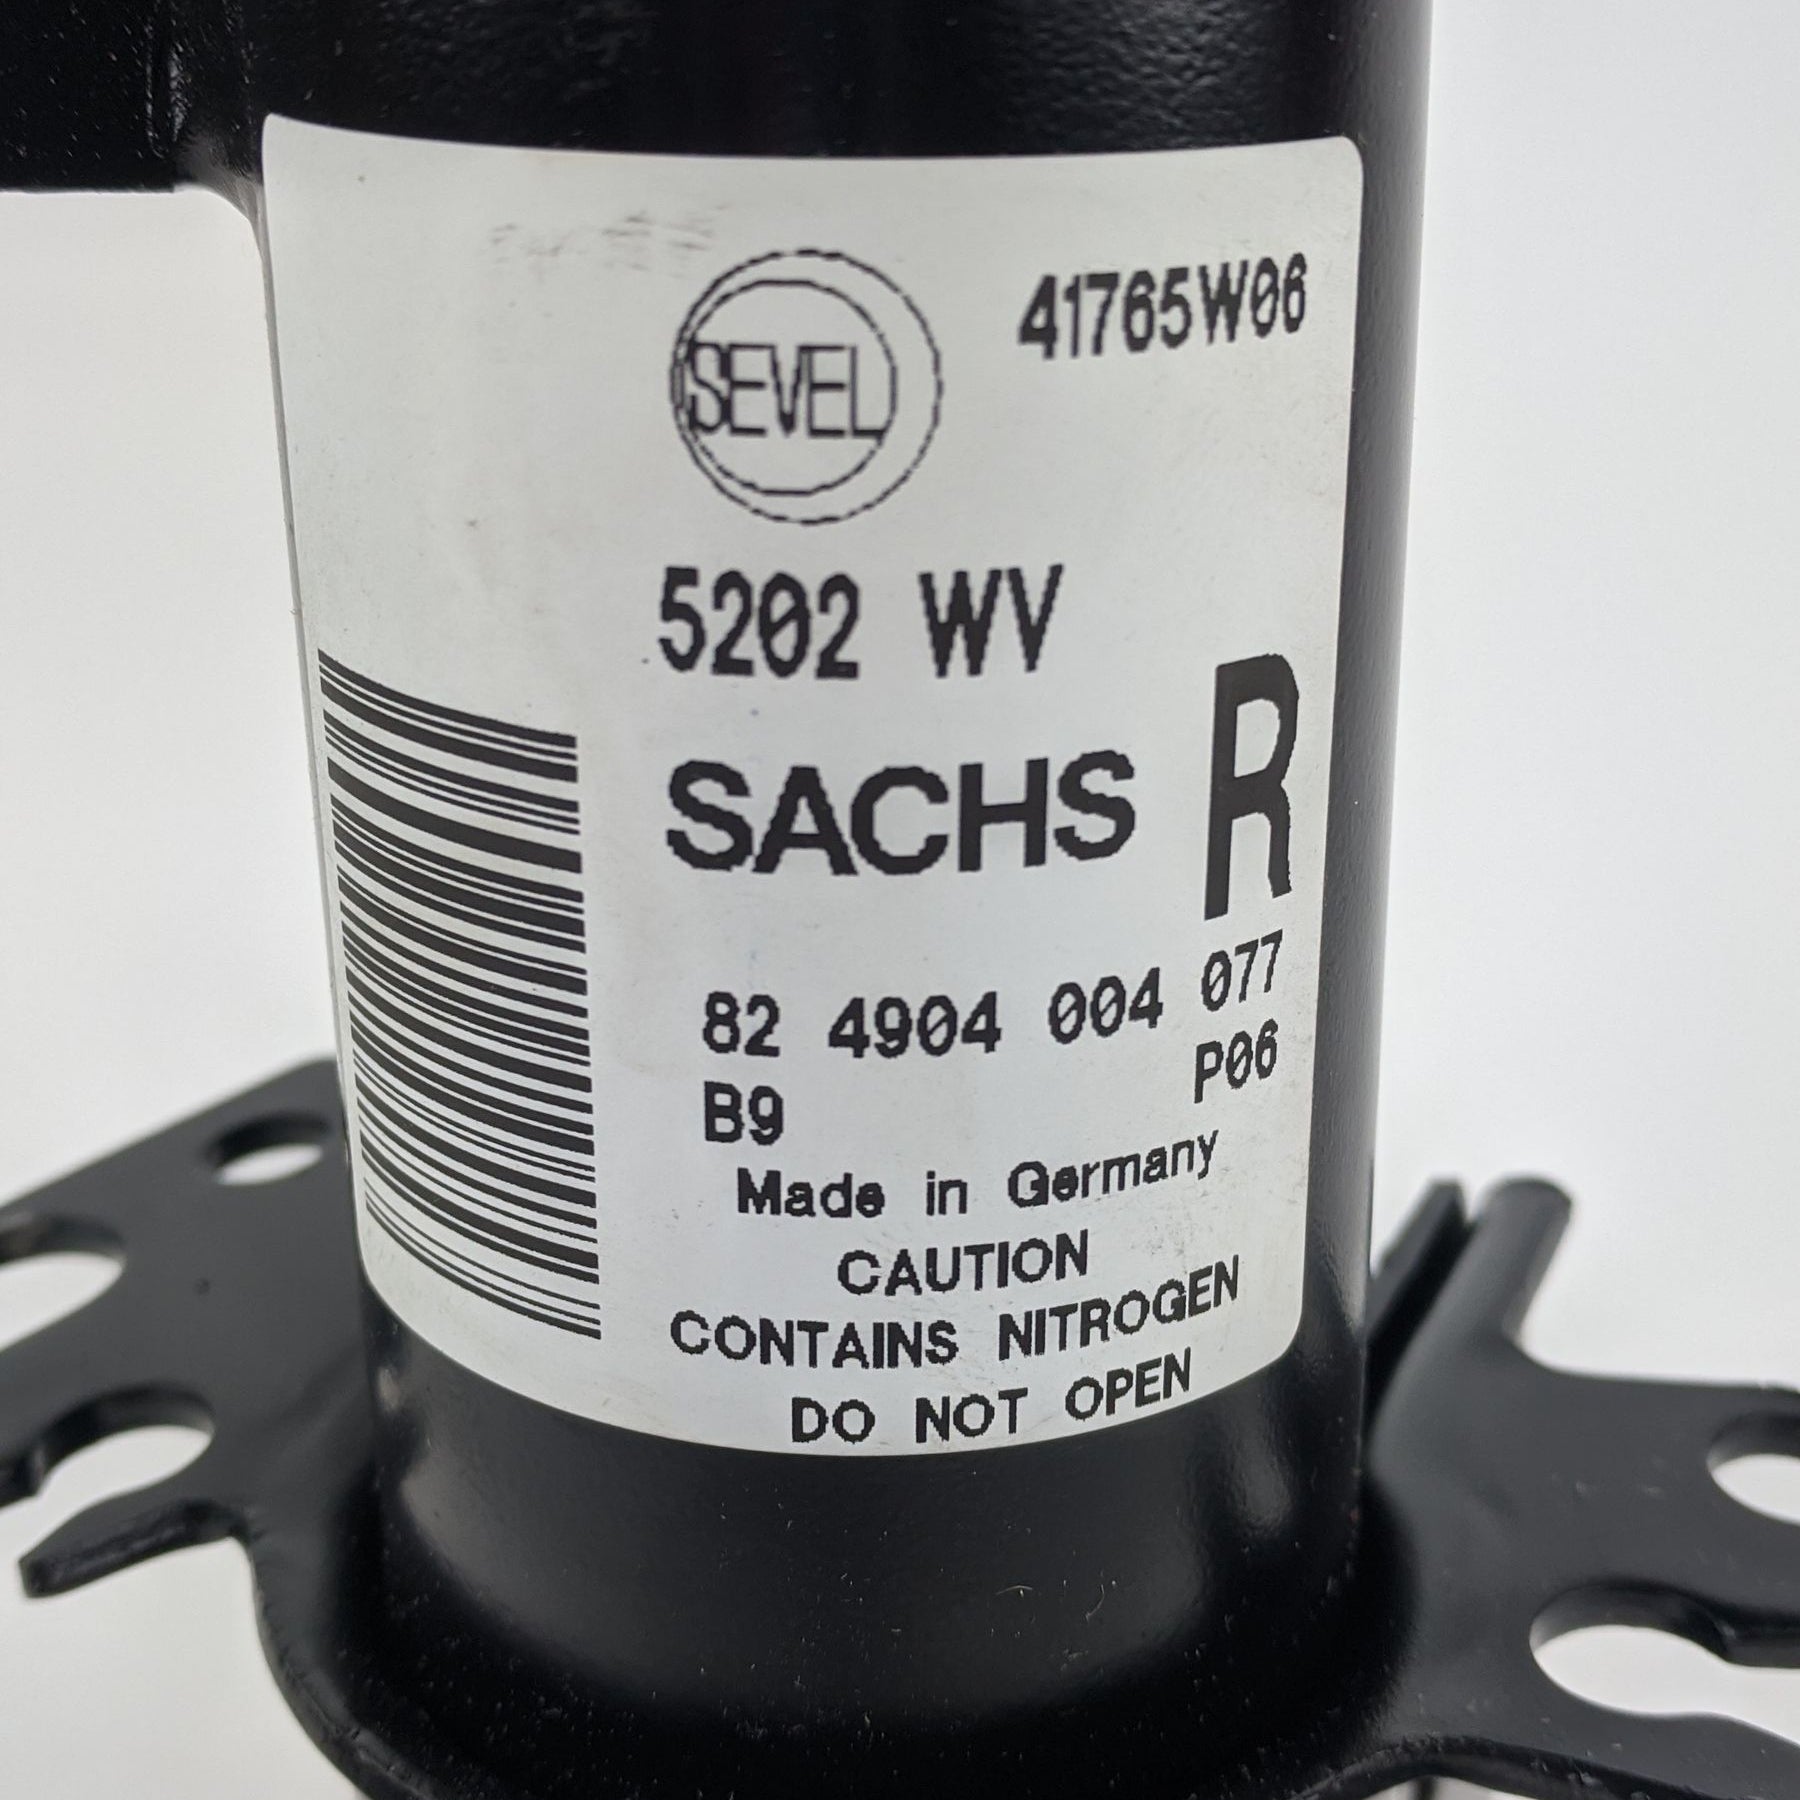 SEVEL
41765W06
5202 WV
SACHS R
82 4904 004 077
B9 P06
Made in Germany
CAUTION
CONTAINS NITROGEN
DO NOT OPEN